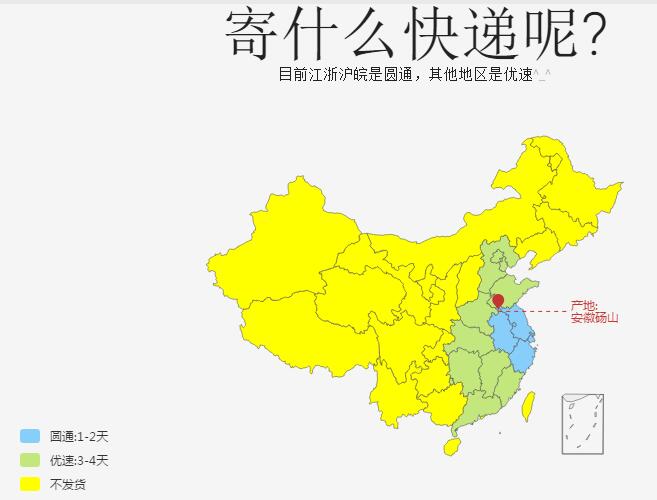 寄什么快递呢?
目前江浙沪皖是圆通，其他地区是优速^_^
产地:
安徽砀山
圆通:1-2天
优速:3-4天
不发货